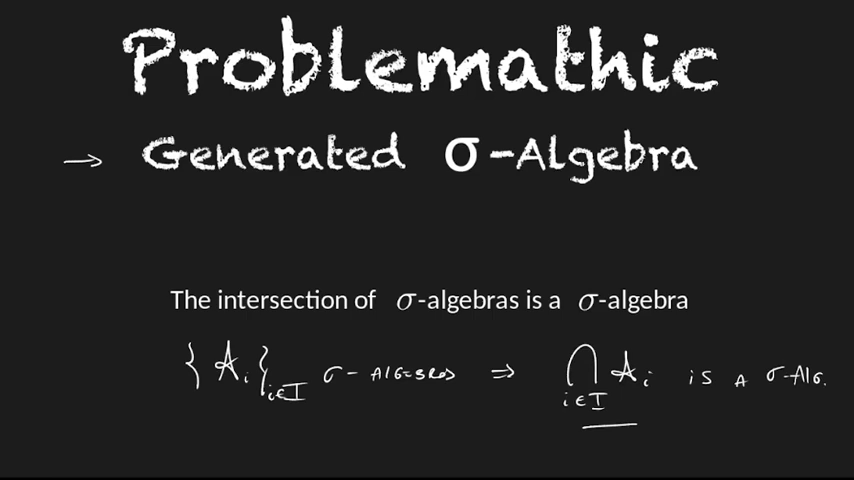 Problemathic
→ Generated σ-Algebra
The intersection of σ-algebras is a σ-algebra
{𝒜ᵢ}ᵢ∈I σ-ALGEBRAS ⇒ ⋂ᵢ∈I 𝒜ᵢ is A σ-Alg.